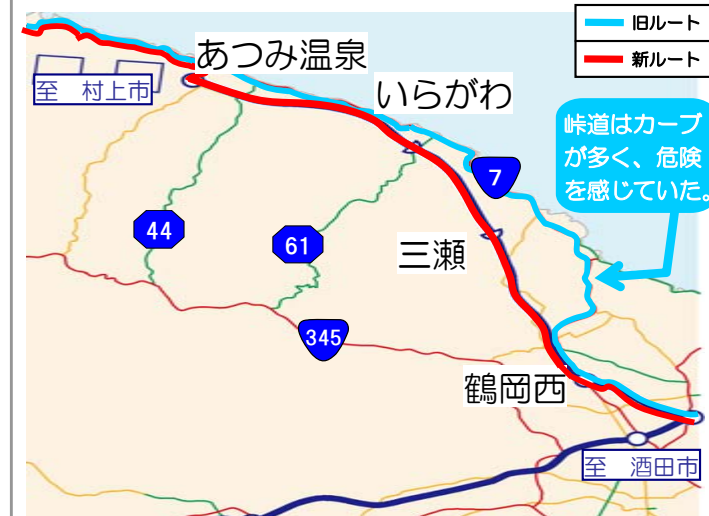 旧ルート
新ルート
あつみ温泉
至 村上市
いらがわ
峠道はカーブ
が多く、危険
を感じていた。
7
44
61
三瀬
345
鶴岡西
至 酒田市